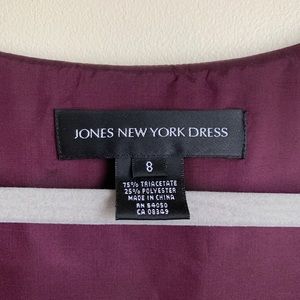 JONES NEW YORK DRESS
8
75% TRIACETATE
25% POLYESTER
MADE IN CHINA
RN 84050
CA 08349